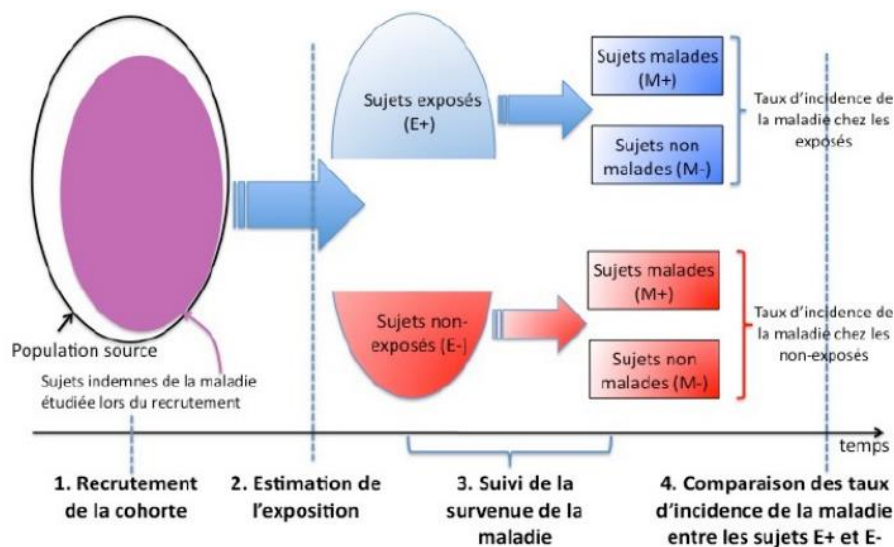 Sujets exposés
(E+)
Sujets malades
(M+)
Sujets non
malades (M-)
Taux d'incidence de
la maladie chez les
exposés
Sujets non-
exposés (E-)
Sujets malades
(M+)
Sujets non
malades (M-)
Taux d'incidence de
la maladie chez les
non-exposés
Population source
Sujets indemnes de la maladie
étudiée lors du recrutement
temps
1. Recrutement
de la cohorte
2. Estimation de
l'exposition
3. Suivi de la
survenue de la
maladie
4. Comparaison des taux
d'incidence de la maladie
entre les sujets E+ et E-